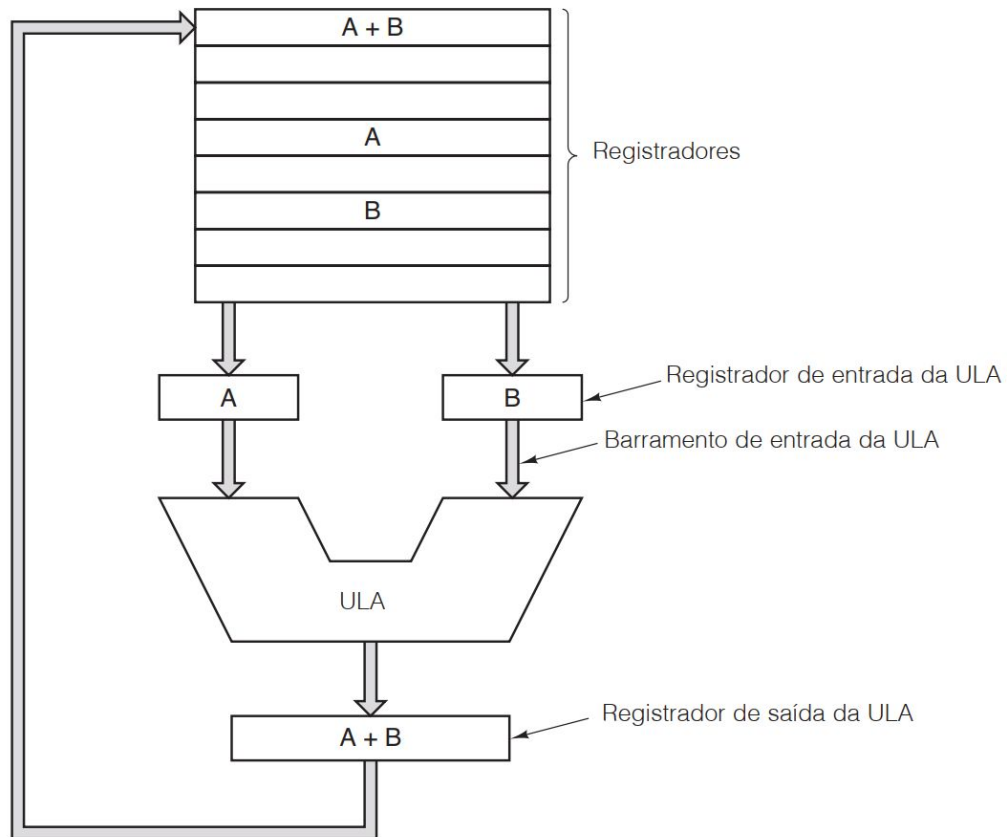 A + B
A
Registradores
B
Registrador de entrada da ULA
A
B
Barramento de entrada da ULA
ULA
Registrador de saída da ULA
A + B